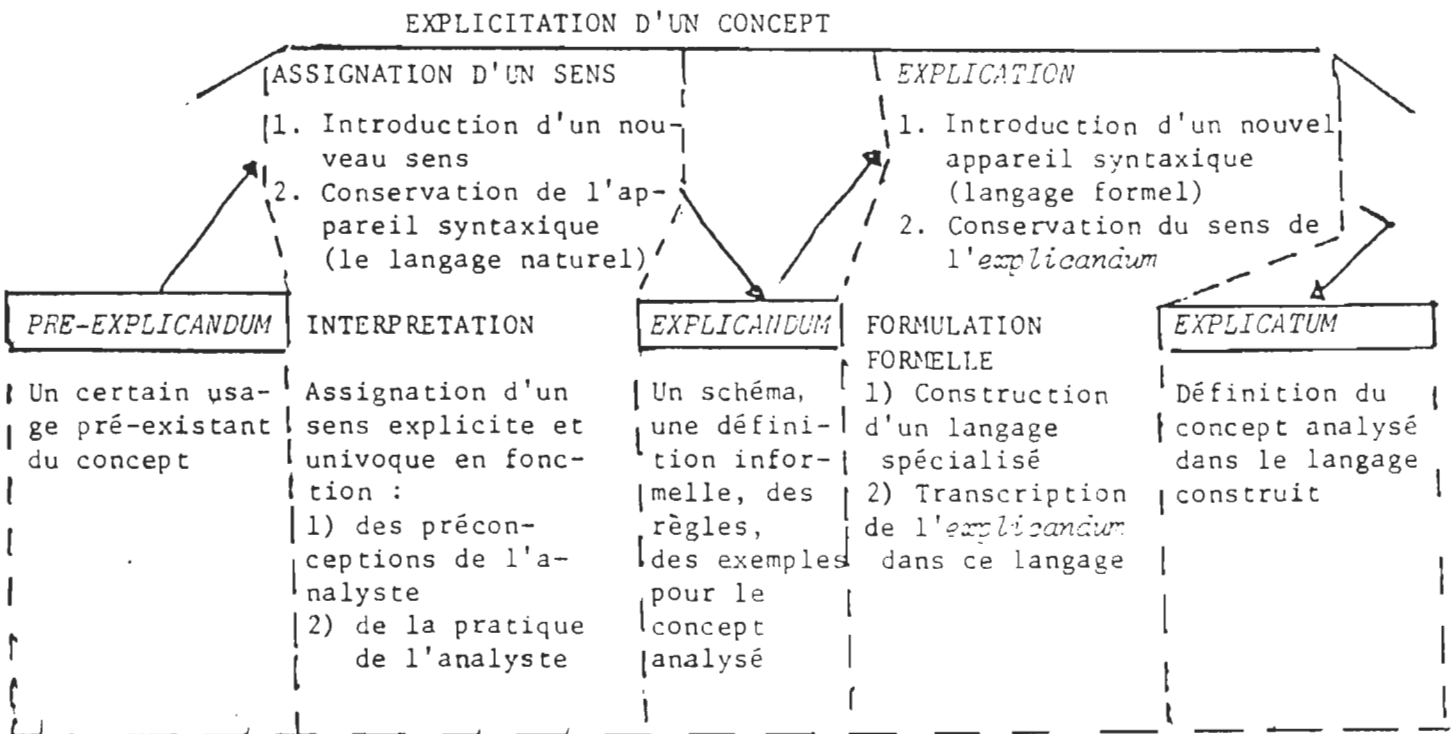 EXPLICITATION D'UN CONCEPT
ASSIGNATION D'UN SENS
1. Introduction d'un nou-
veau sens
2. Conservation de l'ap-
pareil syntaxique
(le langage naturel)
EXPLICATION
1. Introduction d'un nouvel
appareil syntaxique
(langage formel)
2. Conservation du sens de
l'explicandum
PRE-EXPLICANDUM
Un certain usa-
ge pré-existant
du concept
INTERPRETATION
Assignation d'un
sens explicite et
univoque en fonc-
tion :
1) des précon-
ceptions de l'a-
nalyste
2) de la pratique
de l'analyste
EXPLICANDUM
Un schéma,
une défini-
tion infor-
melle, des
règles,
des exemples
pour le
concept
analysé
FORMULATION
FORMELLE
1) Construction
d'un langage
spécialisé
2) Transcription
de l'explicandum
dans ce langage
EXPLICATUM
Définition du
concept analysé
dans le langage
construit